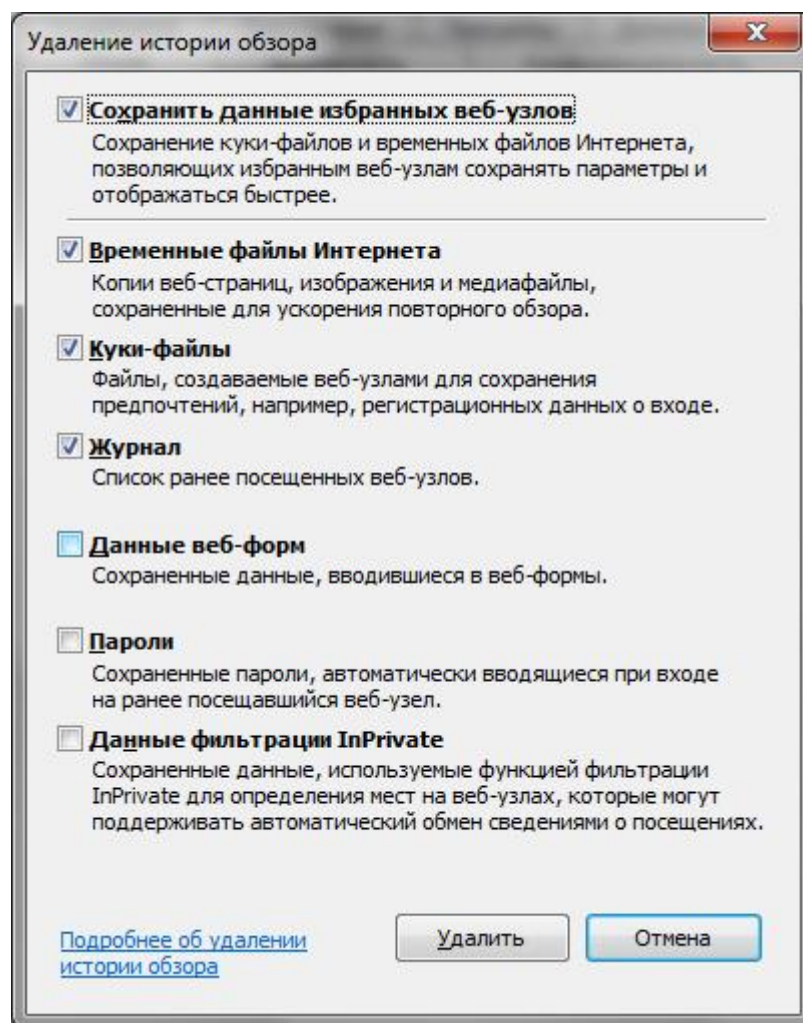 Удаление истории обзора
Сохранить данные избранных веб-узлов
Сохранение куки-файлов и временных файлов Интернета,
позволяющих избранным веб-узлам сохранять параметры и
отображаться быстрее.
Временные файлы Интернета
Копии веб-страниц, изображения и медиафайлы,
сохраненные для ускорения повторного обзора.
Куки-файлы
Файлы, создаваемые веб-узлами для сохранения
предпочтений, например, регистрационных данных о входе.
Журнал
Список ранее посещенных веб-узлов.
Данные веб-форм
Сохраненные данные, вводившиеся в веб-формы.
Пароли
Сохраненные пароли, автоматически вводящиеся при входе
на ранее посещавшийся веб-узел.
Данные фильтрации InPrivate
Сохраненные данные, используемые функцией фильтрации
InPrivate для определения мест на веб-узлах, которые могут
поддерживать автоматический обмен сведениями о посещениях.
Подробнее об удалении
истории обзора
Удалить
Отмена